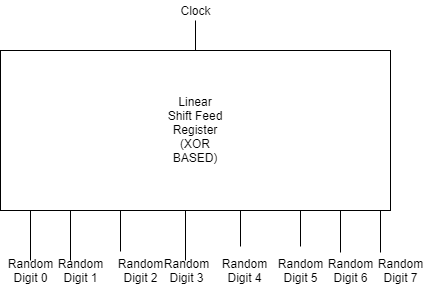 Clock
Linear
Shift Feed
Register
(XOR
BASED)
Random Random Random Random Random Random Random Random
Digit 0 Digit 1 Digit 2 Digit 3 Digit 4 Digit 5 Digit 6 Digit 7